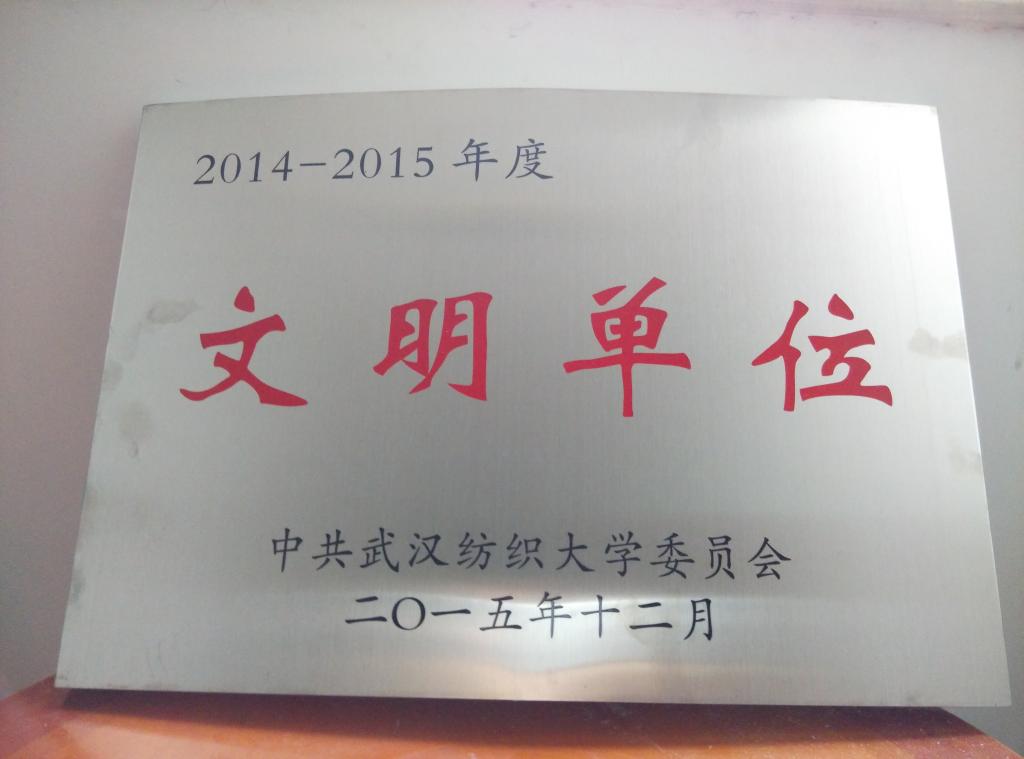 2014-2015 年度
文明单位
中共武汉纺织大学委员会
二〇一五年十二月